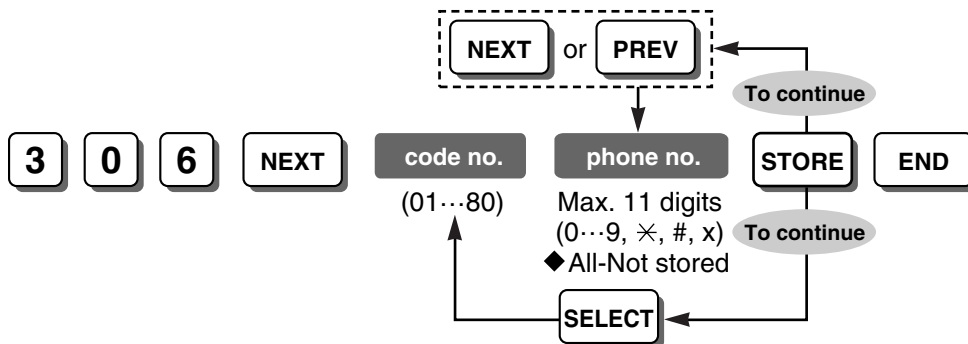 NEXT or PREV
To continue
3 0 6 NEXT code no. phone no. STORE END
(01···80) Max. 11 digits
(0···9, ✳, #, x) To continue
◆ All-Not stored
SELECT